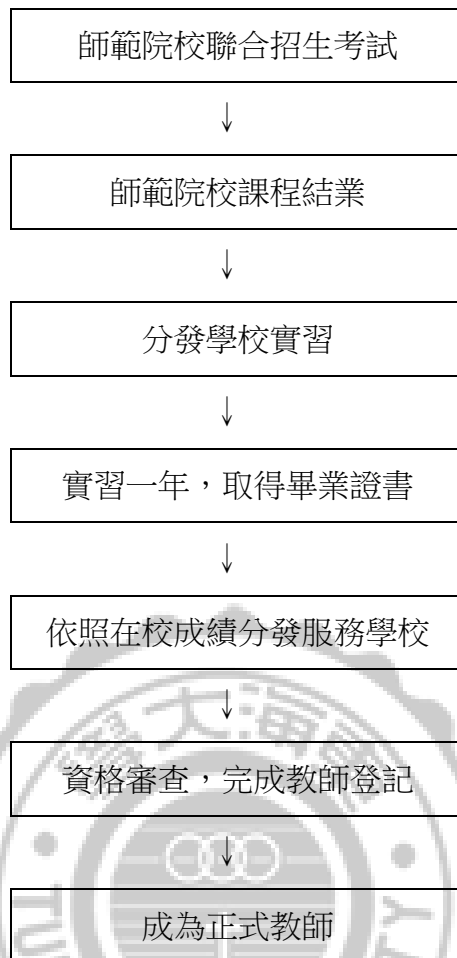 師範院校聯合招生考試
↓
師範院校課程結業
↓
分發學校實習
↓
實習一年，取得畢業證書
↓
依照在校成績分發服務學校
↓
資格審查，完成教師登記
↓
成為正式教師